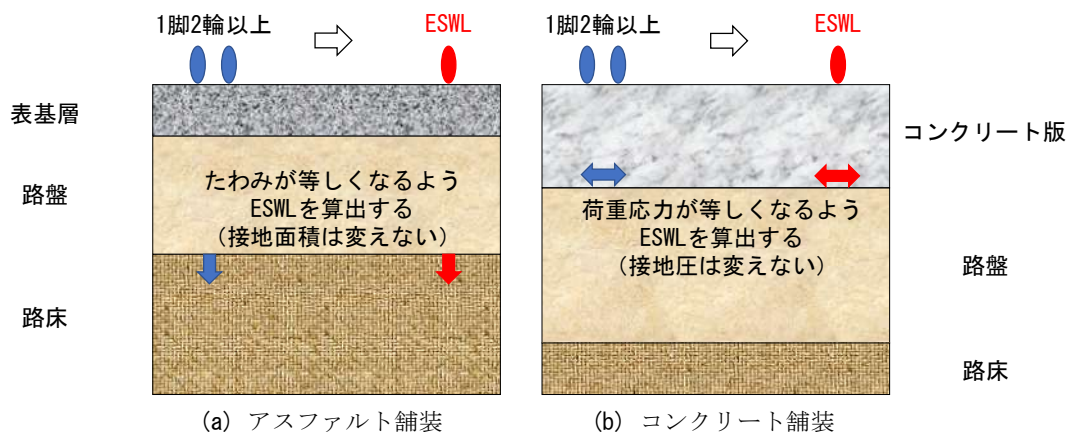 1脚2輪以上
ESWL
表基層
路盤
路床
たわみが等しくなるよう
ESWLを算出する
（接地面積は変えない）
(a) アスファルト舗装
1脚2輪以上
ESWL
コンクリート版
路盤
路床
荷重応力が等しくなるよう
ESWLを算出する
（接地圧は変えない）
(b) コンクリート舗装